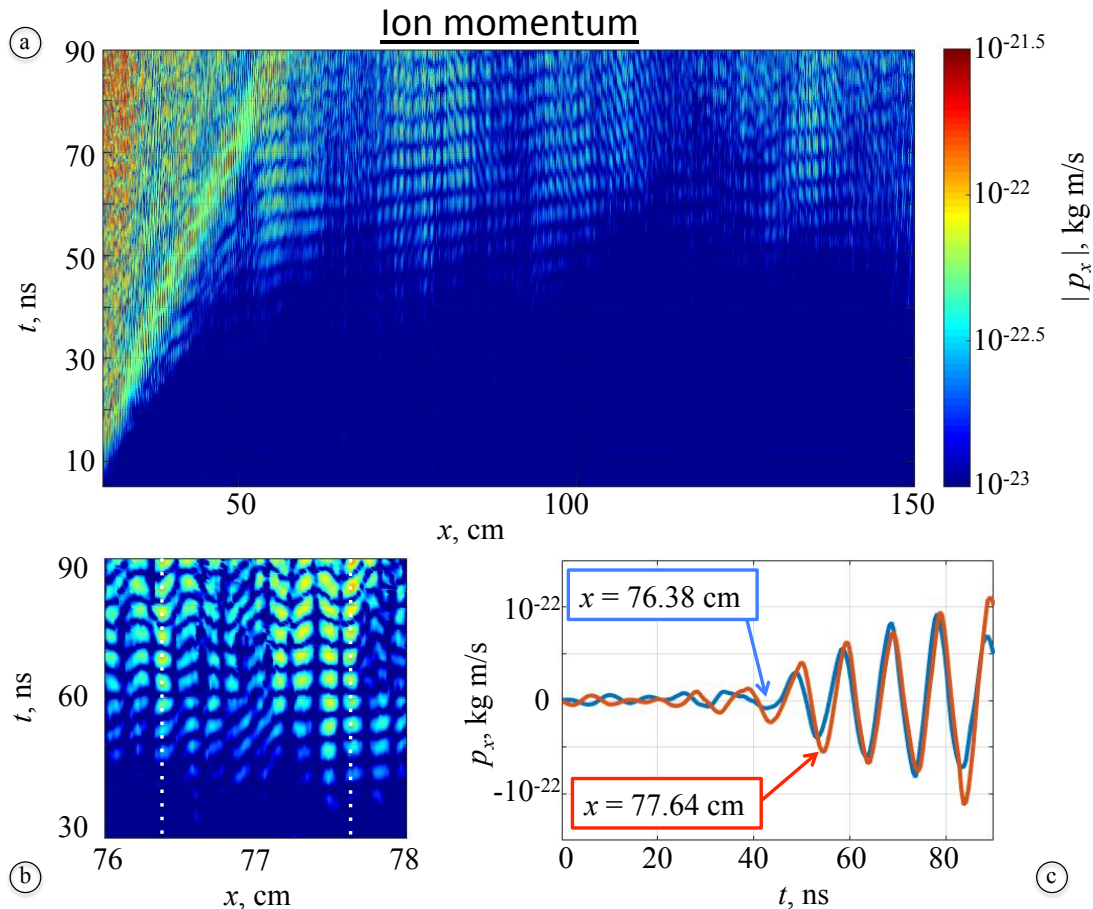 Ion momentum
a
90
70
50
30
10
t, ns
50
100
150
x, cm
10-21.5
10-22
10-22.5
10-23
| px |, kg m/s
90
60
30
t, ns
76
77
78
x, cm
b
x = 76.38 cm
x = 77.64 cm
10-22
0
-10-22
px, kg m/s
0
20
40
60
80
t, ns
c